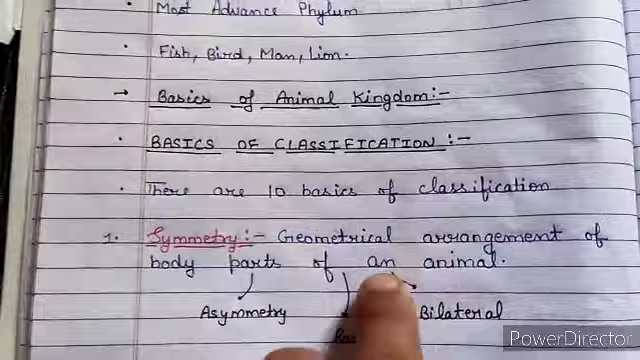 • Most Advance Phylum
• Fish, Bird, Man, Lion.
→ Basics of Animal Kingdom:-
• BASICS OF CLASSIFICATION:-
• There are 10 basics of classification
1. Symmetry:- Geometrical arrangement of
body parts of an animal.
Asymmetry Bilateral
PowerDirector